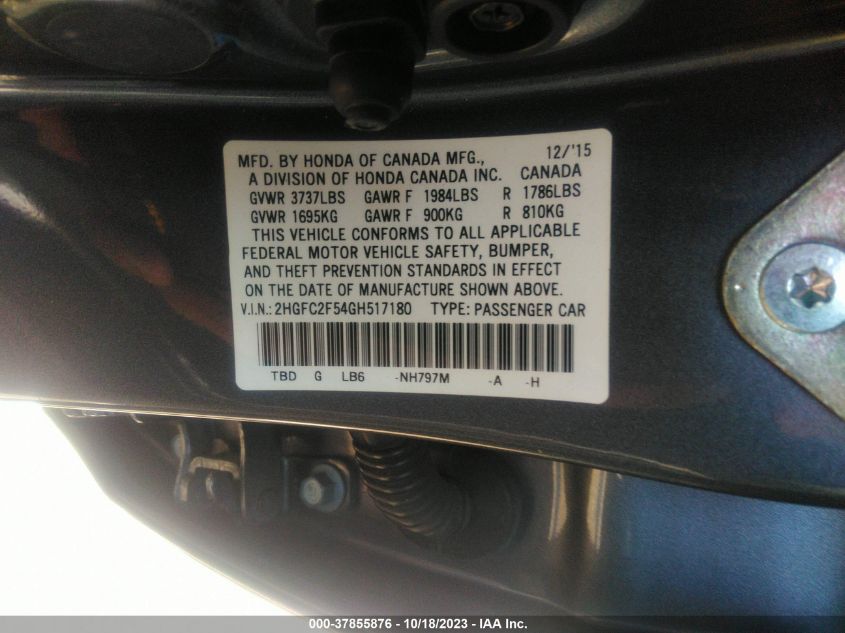 12/'15
MFD. BY HONDA OF CANADA MFG.,
A DIVISION OF HONDA CANADA INC. CANADA
GVWR 3737LBS GAWR F 1984LBS R 1786LBS
GVWR 1695KG GAWR F 900KG R 810KG
THIS VEHICLE CONFORMS TO ALL APPLICABLE
FEDERAL MOTOR VEHICLE SAFETY, BUMPER,
AND THEFT PREVENTION STANDARDS IN EFFECT
ON THE DATE OF MANUFACTURE SHOWN ABOVE.
V.I.N.: 2HGFC2F54GH517180 TYPE: PASSENGER CAR
TBD G LB6 -NH797M -A -H
000-37855876 - 10/18/2023 - IAA Inc.